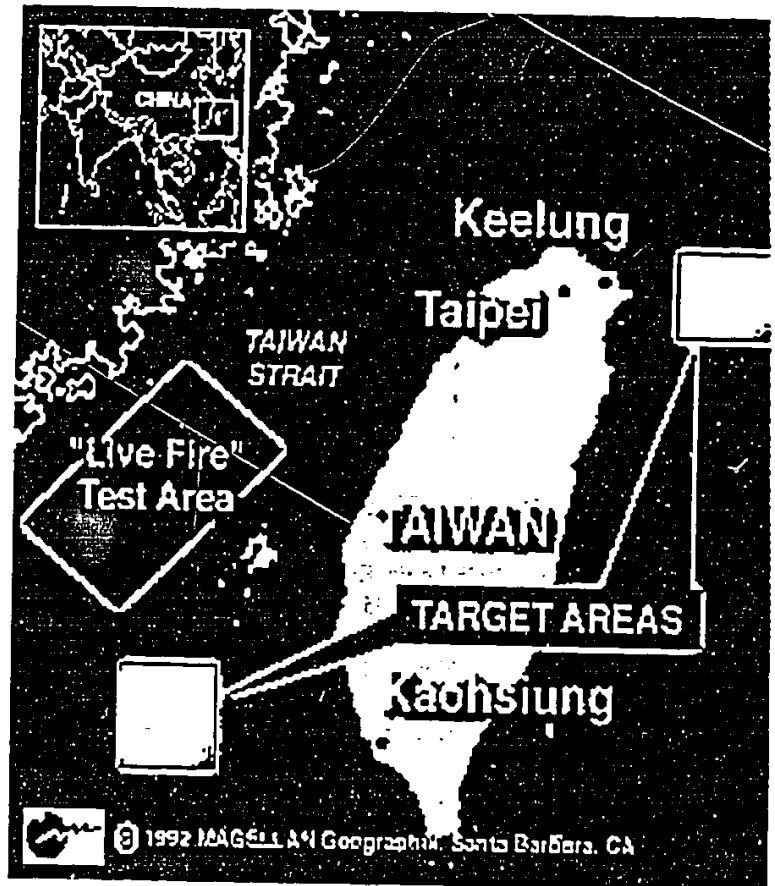 CHINA
Keelung
Taipei
TAIWAN
STRAIT
"Live Fire"
Test Area
TAIWAN
TARGET AREAS
Kaohsiung
© 1992 MAGELLAN Geographix, Santa Barbara, CA